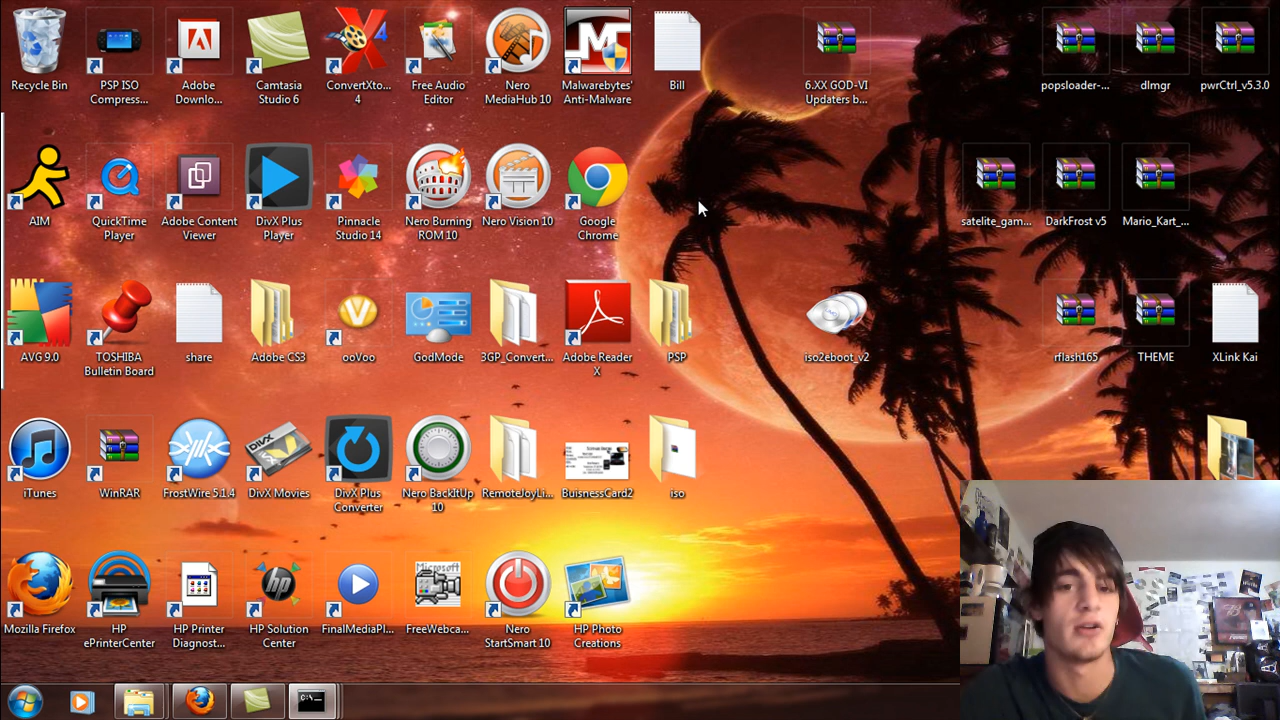 Recycle Bin
PSP ISO
Compress...
Adobe
Downlo...
Camtasia
Studio 6
ConvertXto...
4
Free Audio
Editor
Nero
MediaHub 10
Malwarebytes'
Anti-Malware
Bill
6.XX GOD-VI
Updaters b...
popsloader-...
dlmgr
pwrCtrl_v5.3.0
AIM
QuickTime
Player
Adobe Content
Viewer
DivX Plus
Player
Pinnacle
Studio 14
Nero Burning
ROM 10
Nero Vision 10
Google
Chrome
satelite_gam...
DarkFrost v5
Mario_Kart_...
AVG 9.0
TOSHIBA
Bulletin Board
share
Adobe CS3
ooVoo
GodMode
3GP_Convert...
Adobe Reader
X
PSP
iso2eboot_v2
rflash165
THEME
XLink Kai
iTunes
WinRAR
FrostWire 5.1.4
DIVX
DivX Movies
DivX Plus
Converter
Nero BackItUp
10
RemoteJoyLi...
BuisnessCard2
iso
Mozilla Firefox
HP
ePrinterCenter
HP Printer
Diagnost...
hp
HP Solution
Center
FinalMediaPl...
Microsoft
FreeWebca...
Nero
StartSmart 10
HP Photo
Creations
C:\_